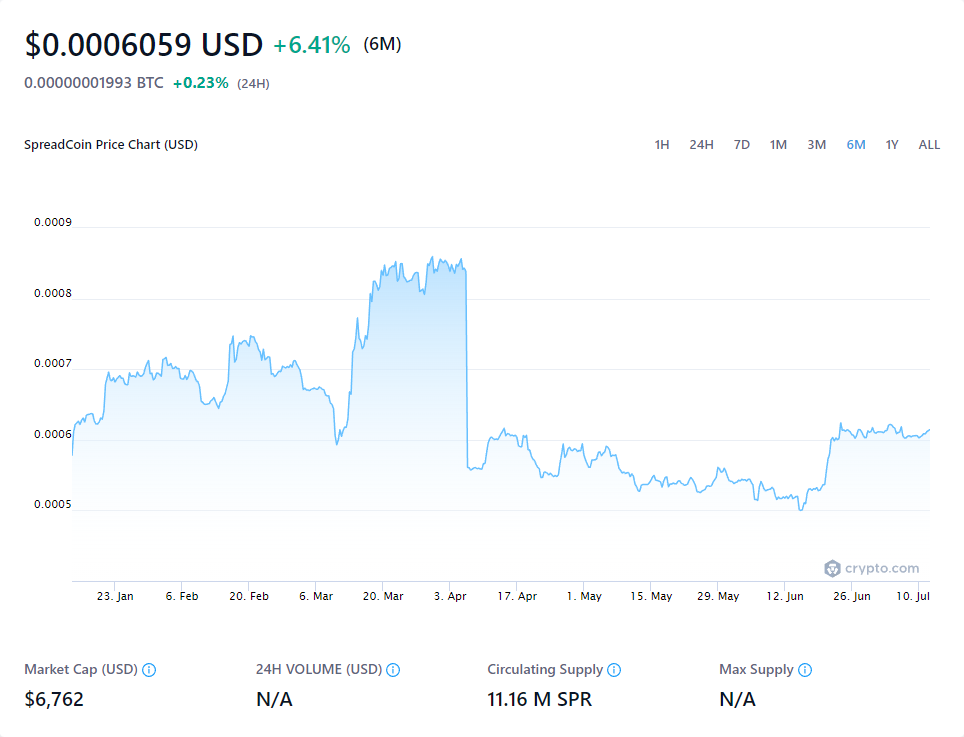 $0.0006059 USD +6.41% (6M)
0.00000001993 BTC +0.23% (24H)
SpreadCoin Price Chart (USD) 1H 24H 7D 1M 3M 6M 1Y ALL
0.0009
0.0008
0.0007
0.0006
0.0005
crypto.com
23. Jan 6. Feb 20. Feb 6. Mar 20. Mar 3. Apr 17. Apr 1. May 15. May 29. May 12. Jun 26. Jun 10. Jul
Market Cap (USD) 24H VOLUME (USD) Circulating Supply Max Supply
$6,762 N/A 11.16 M SPR N/A